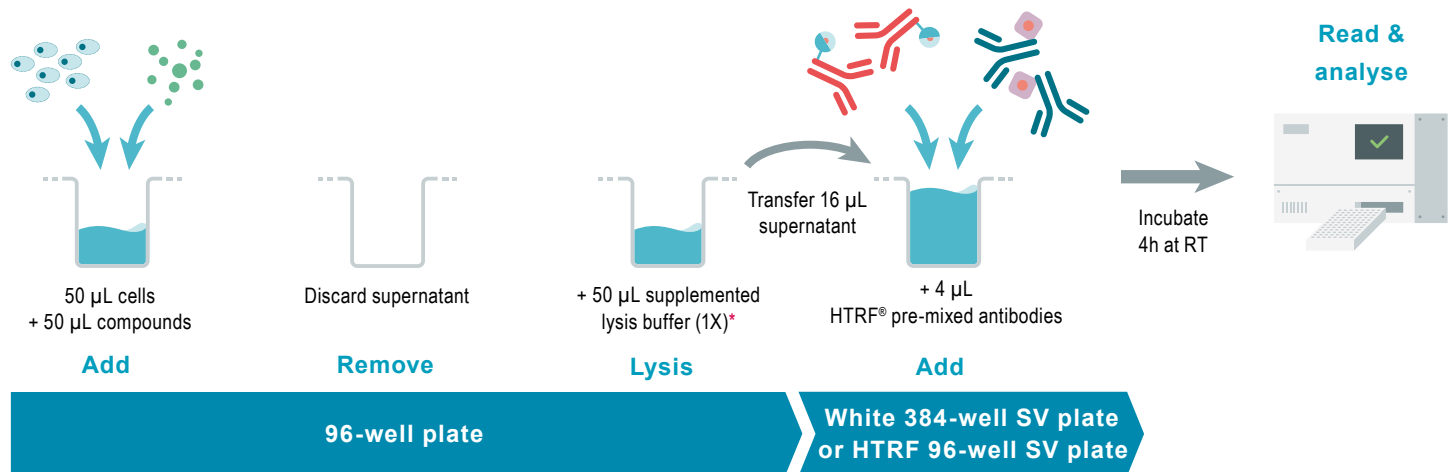 50 µL cells
+ 50 µL compounds
Add
Discard supernatant
Remove
+ 50 µL supplemented
lysis buffer (1X)*
Lysis
Transfer 16 µL
supernatant
+ 4 µL
HTRF® pre-mixed antibodies
Add
Incubate
4h at RT
Read &
analyse
96-well plate
White 384-well SV plate
or HTRF 96-well SV plate